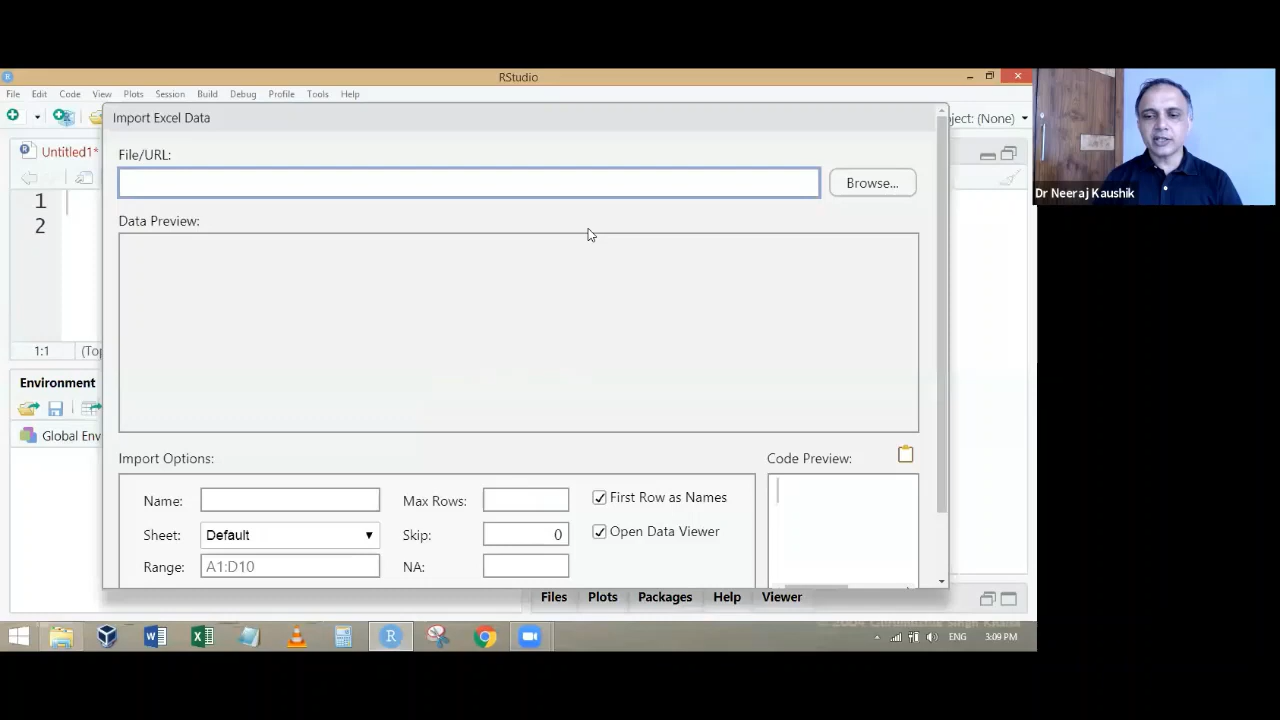 RStudio
File Edit Code View Plots Session Build Debug Profile Tools Help
ject: (None)
Import Excel Data
Untitled1*
File/URL:
Browse...
Dr Neeraj Kaushik
1
2
Data Preview:
1:1 (Top
Environment
Global Env
Import Options:
Code Preview:
Name:
Max Rows:
First Row as Names
Sheet: Default
Skip: 0
Open Data Viewer
Range: A1:D10
NA:
Files Plots Packages Help Viewer
ENG 3:09 PM